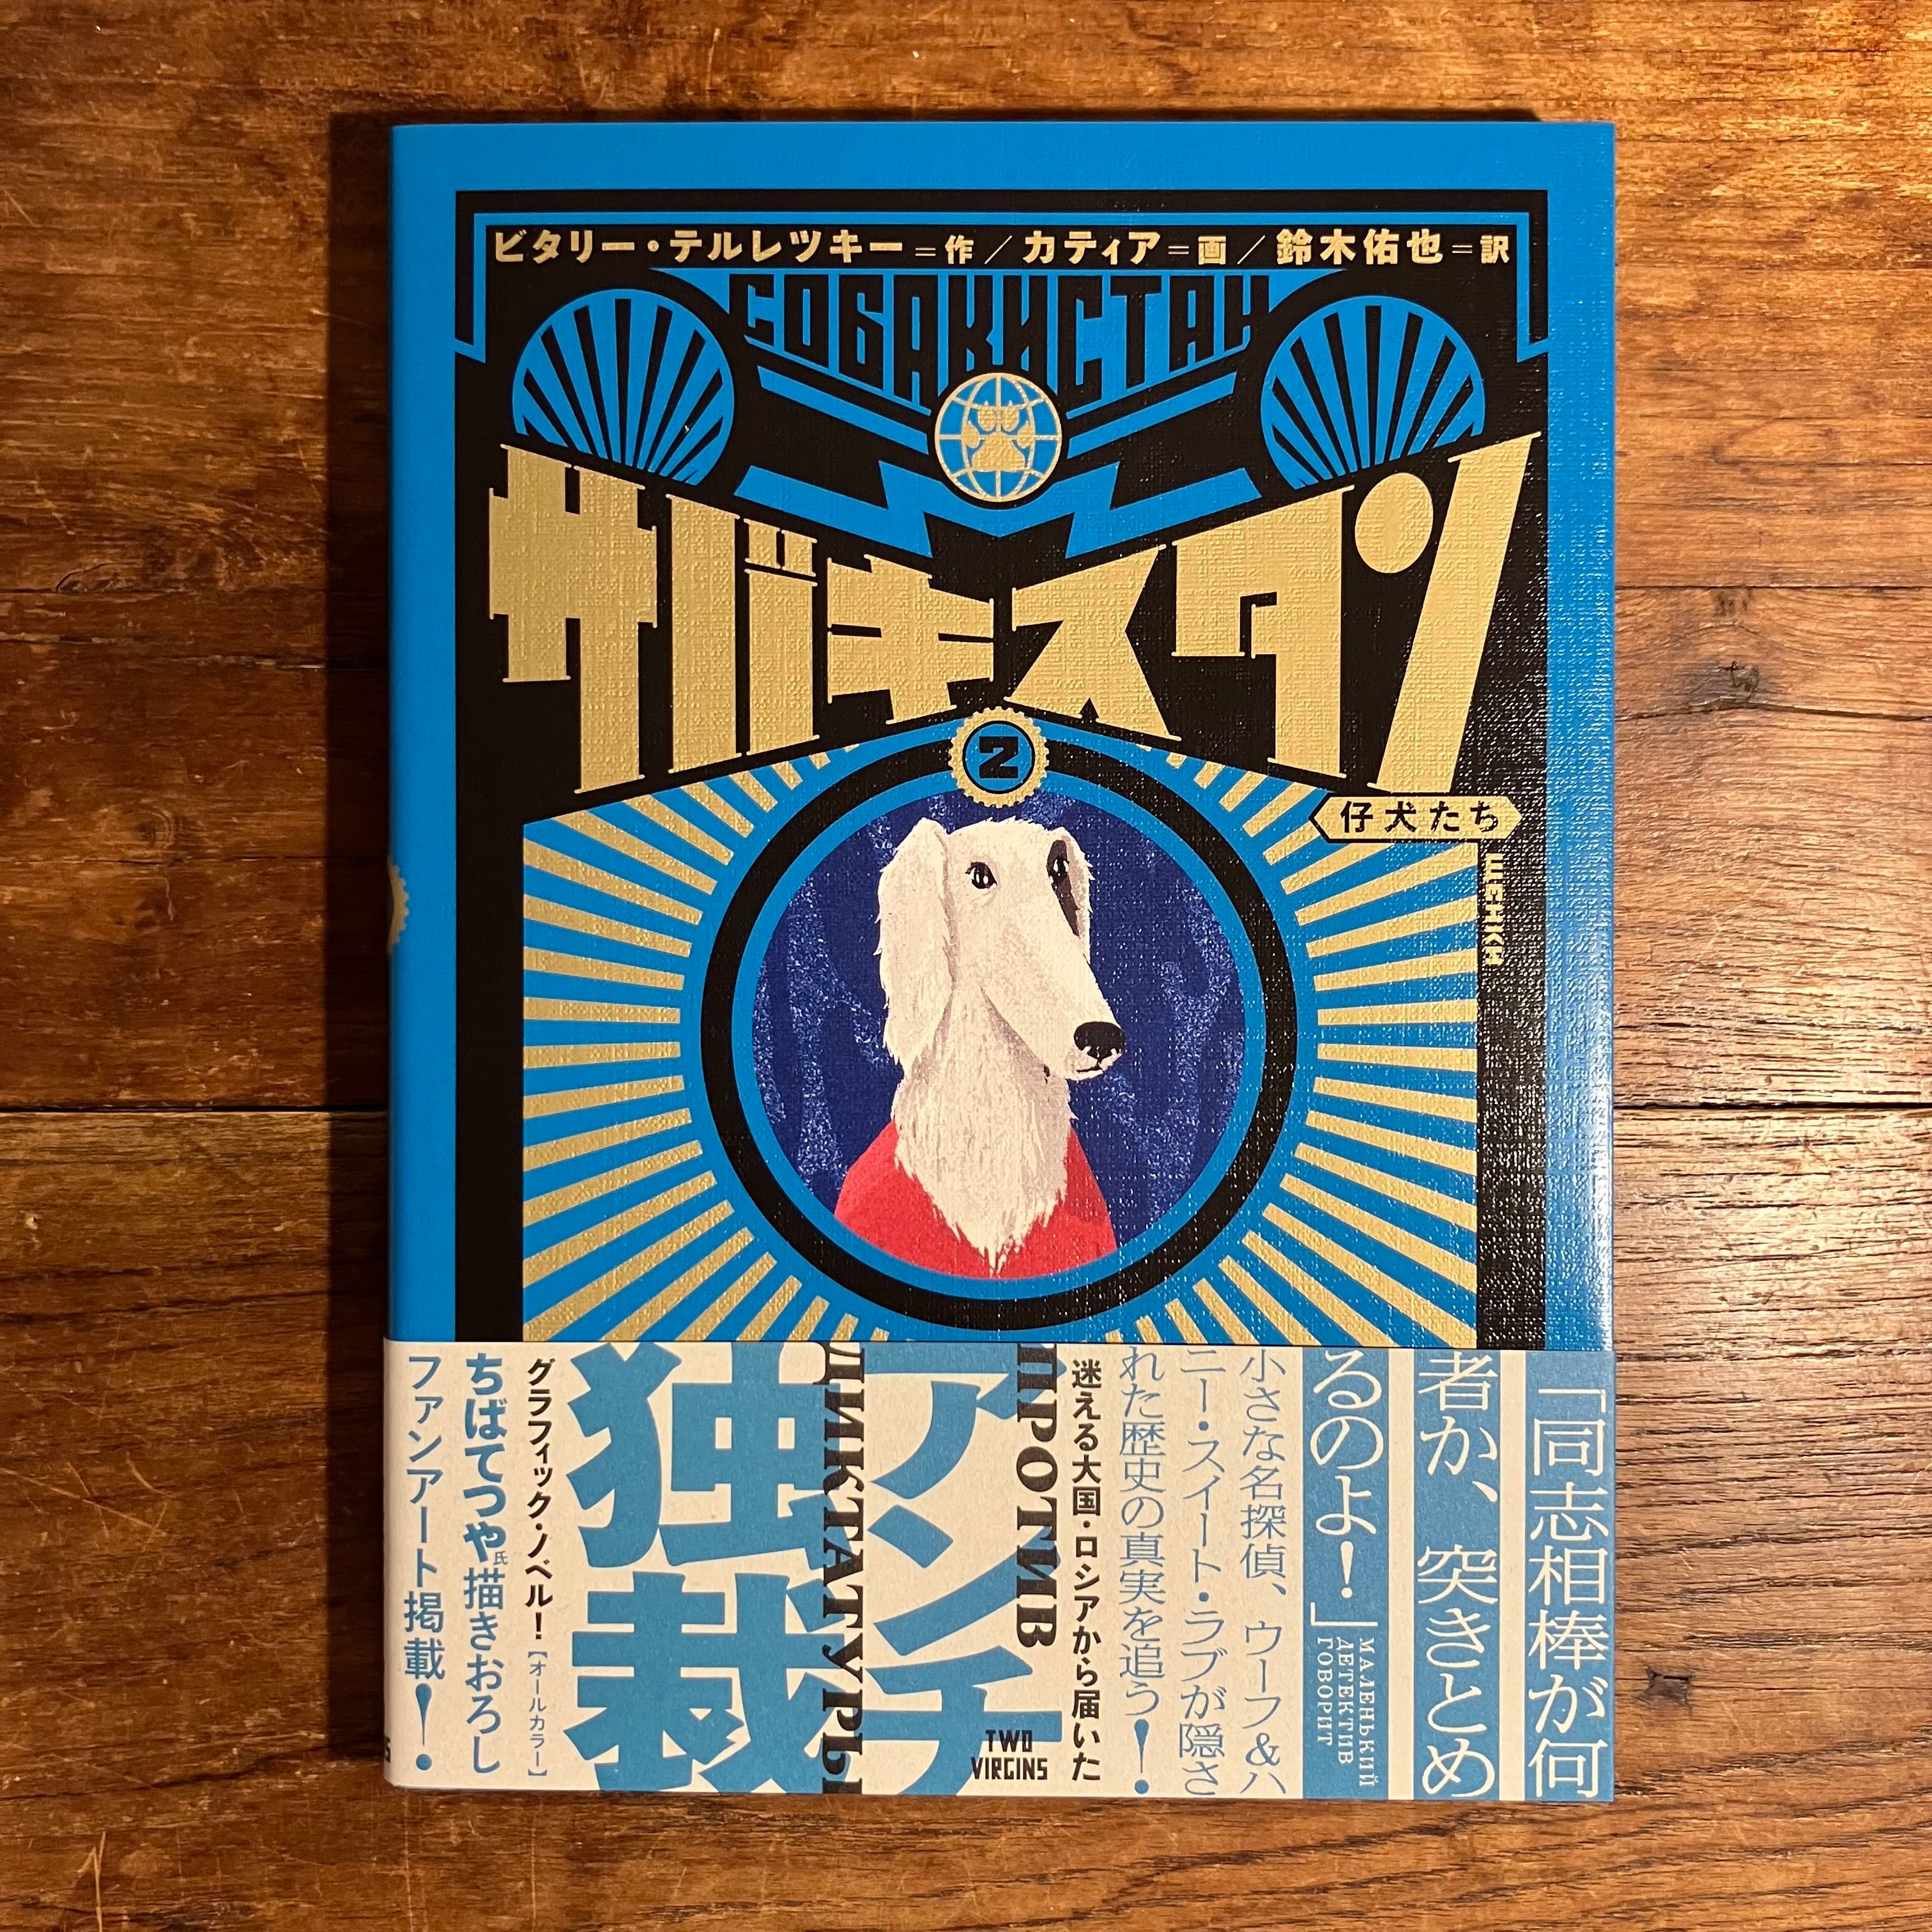 ビタリー・テルレツキー=作/カティア=画/鈴木佑也=訳
СОБАКИСТАН
サバキスタン
2
仔犬たち
ЩЕНКИ
「同志相棒が何
者か、突きとめ
るのよ!」
МАЛЕНЬКИЙ
ДЕТЕКТИВ
ГОВОРИТ
小さな名探偵、ウーフ&ハ
ニー・スイート・ラブが隠さ
れた歴史の真実を追う!
迷える大国・ロシアから届いた
ПРОТИВ
アンチ
ДИКТАТУРЫ
独裁
TWO
VIRGINS
グラフィック・ノベル!【オールカラー】
ちばてつや氏描きおろし
ファンアート掲載!